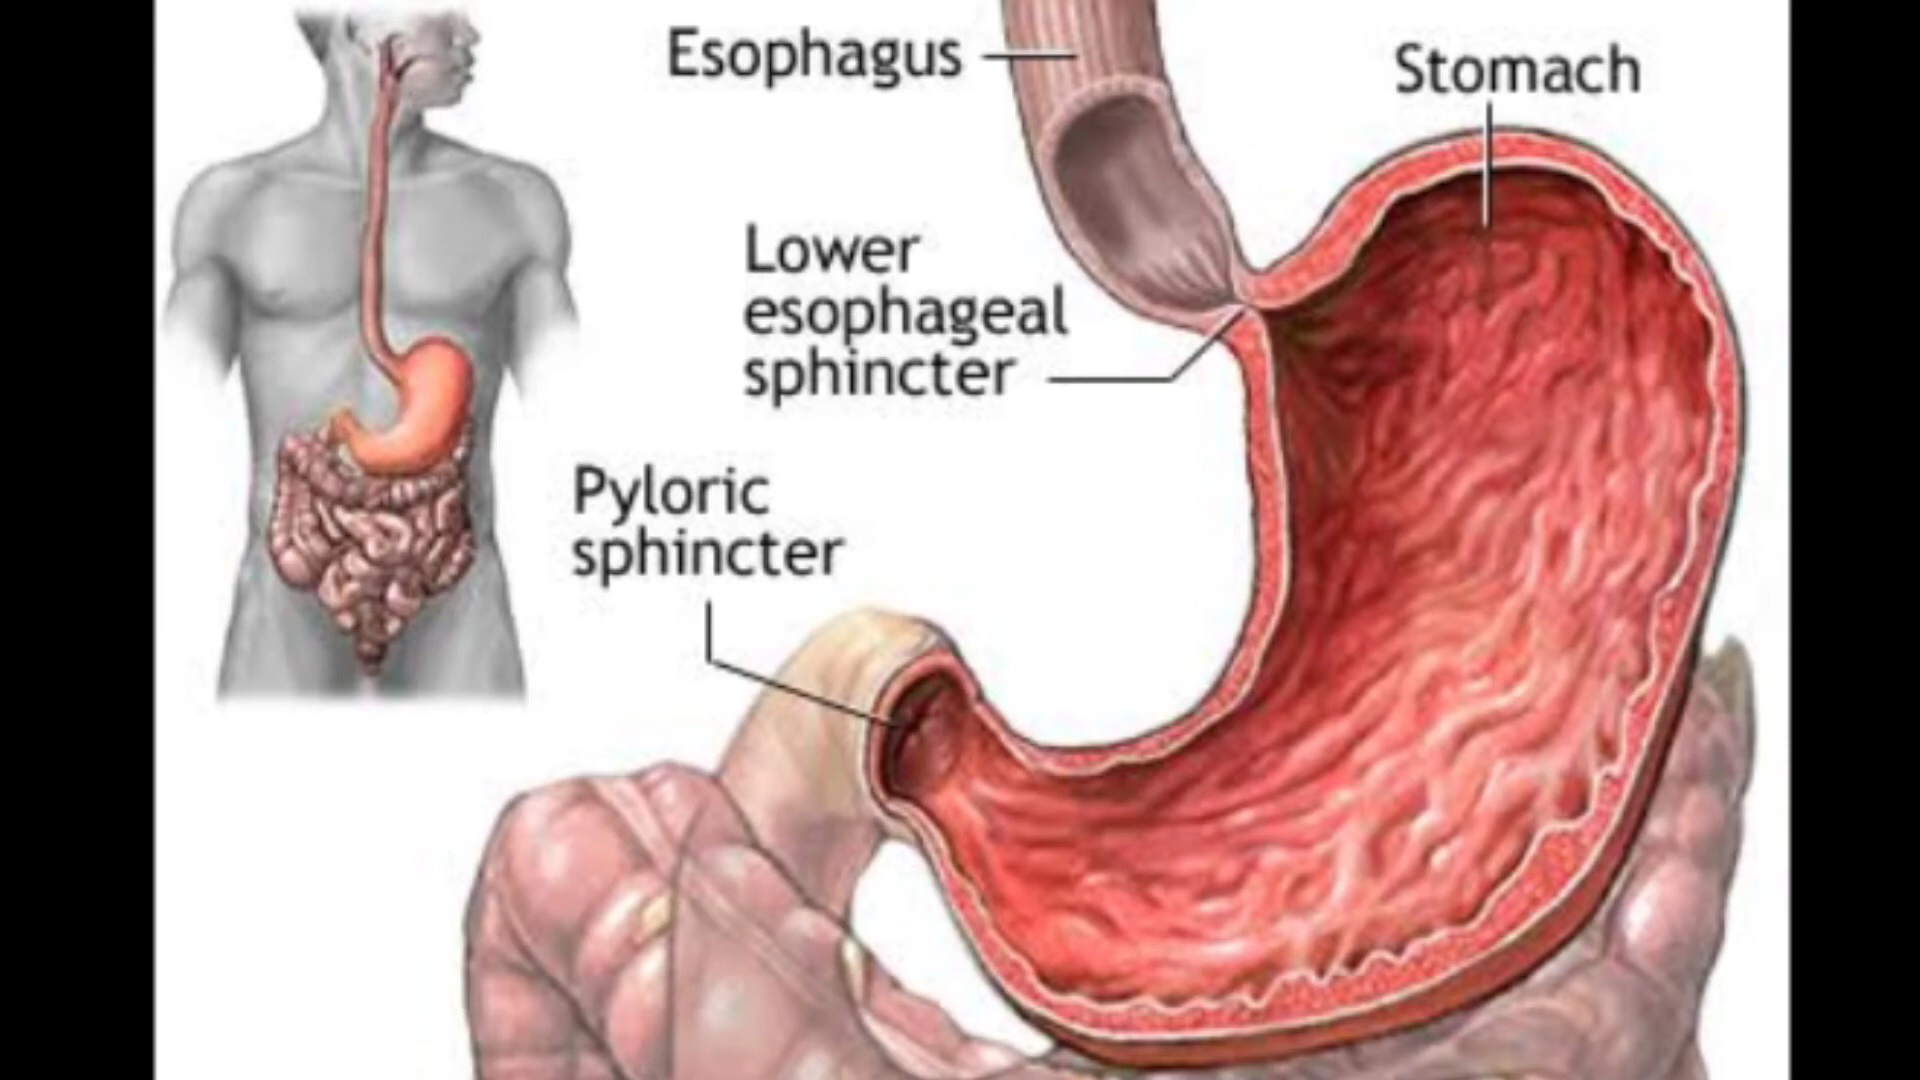 Esophagus
Stomach
Lower
esophageal
sphincter
Pyloric
sphincter